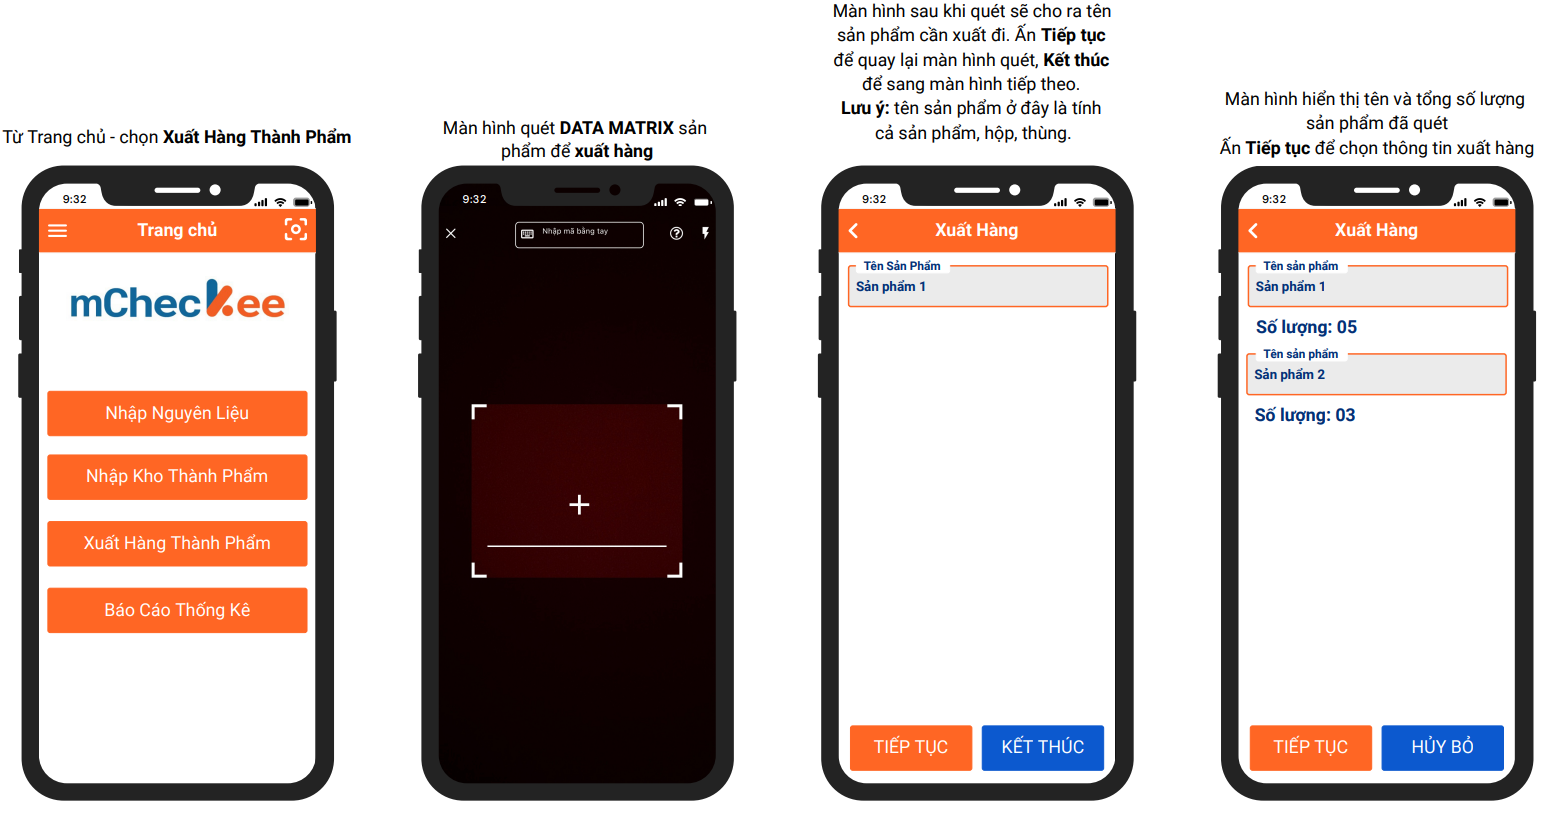 Từ Trang chủ - chọn Xuất Hàng Thành Phẩm
9:32
Trang chủ
mCheckee
Nhập Nguyên Liệu
Nhập Kho Thành Phẩm
Xuất Hàng Thành Phẩm
Báo Cáo Thống Kê
Màn hình quét DATA MATRIX sản
phẩm để xuất hàng
9:32
Nhập mã bằng tay
Màn hình sau khi quét sẽ cho ra tên
sản phẩm cần xuất đi. Ấn Tiếp tục
để quay lại màn hình quét, Kết thúc
để sang màn hình tiếp theo.
Lưu ý: tên sản phẩm ở đây là tính
cả sản phẩm, hộp, thùng.
9:32
Xuất Hàng
Tên Sản Phẩm
Sản phẩm 1
TIẾP TỤC
KẾT THÚC
Màn hình hiển thị tên và tổng số lượng
sản phẩm đã quét
Ấn Tiếp tục để chọn thông tin xuất hàng
9:32
Xuất Hàng
Tên sản phẩm
Sản phẩm 1
Số lượng: 05
Tên sản phẩm
Sản phẩm 2
Số lượng: 03
TIẾP TỤC
HỦY BỎ